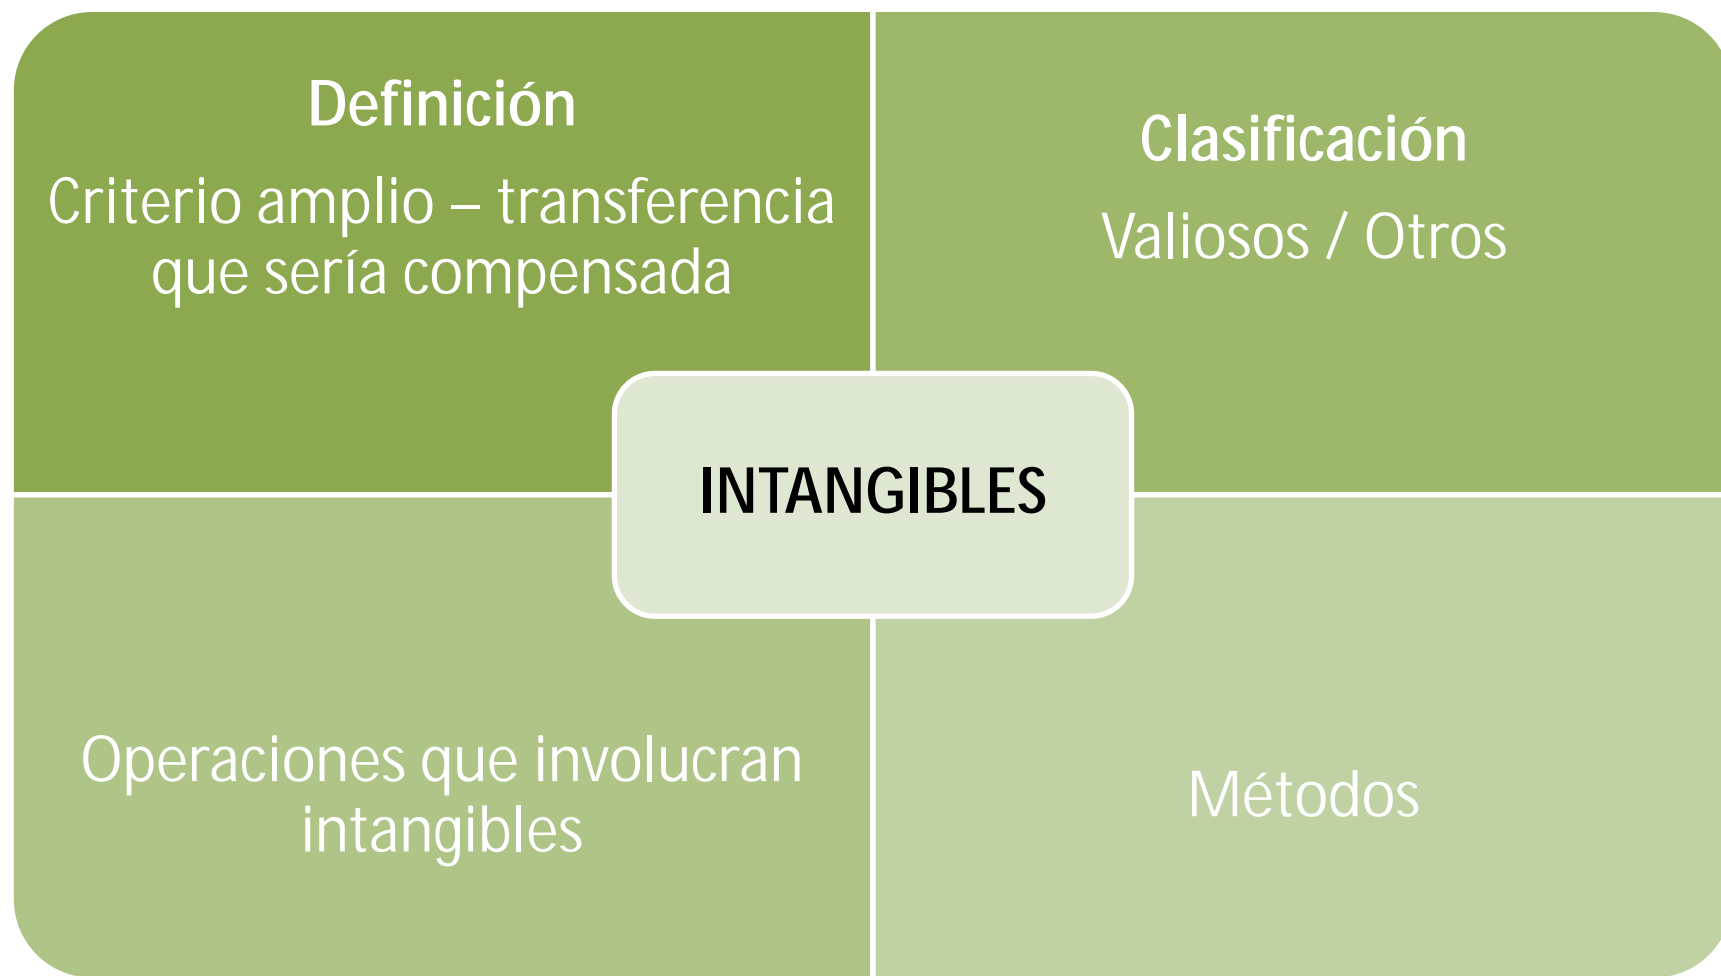 Definición
Criterio amplio – transferencia
que sería compensada
Clasificación
Valiosos / Otros
INTANGIBLES
Operaciones que involucran
intangibles
Métodos